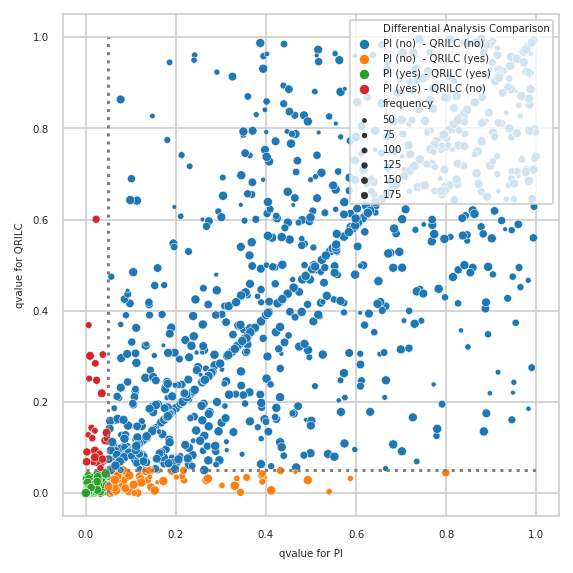 Differential Analysis Comparison
PI (no) - QRILC (no)
PI (no) - QRILC (yes)
PI (yes) - QRILC (yes)
PI (yes) - QRILC (no)
frequency
50
75
100
125
150
175
qvalue for QRILC
1.0
0.8
0.6
0.4
0.2
0.0
0.0 0.2 0.4 0.6 0.8 1.0
qvalue for PI